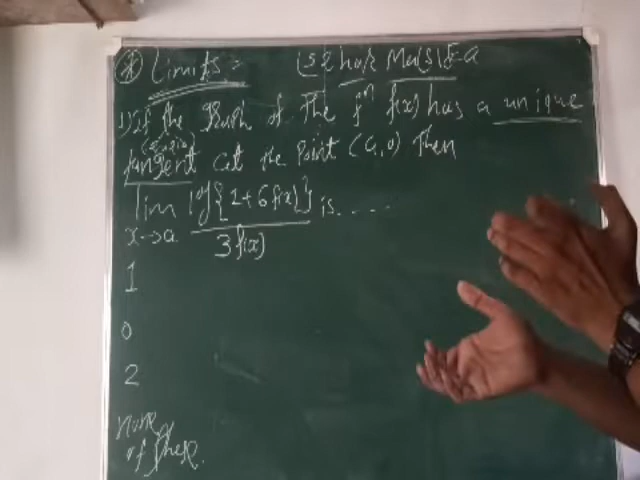 Limits:
1) If the Graph of the fn f(x) has a unique
tangent at the point (a,0) Then
lim log{1+6f(x)} is....
x→a 3f(x)
1
0
2
none
of these.